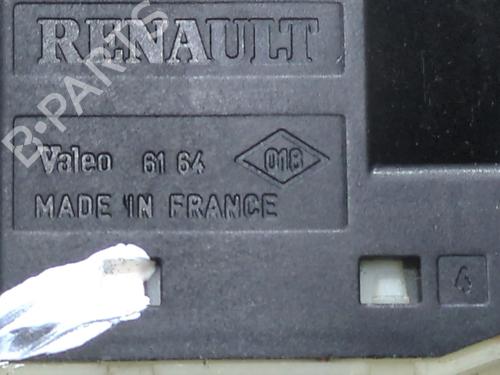 RENAULT
Valeo 61 64 018
MADE IN FRANCE
4
B-PARTS